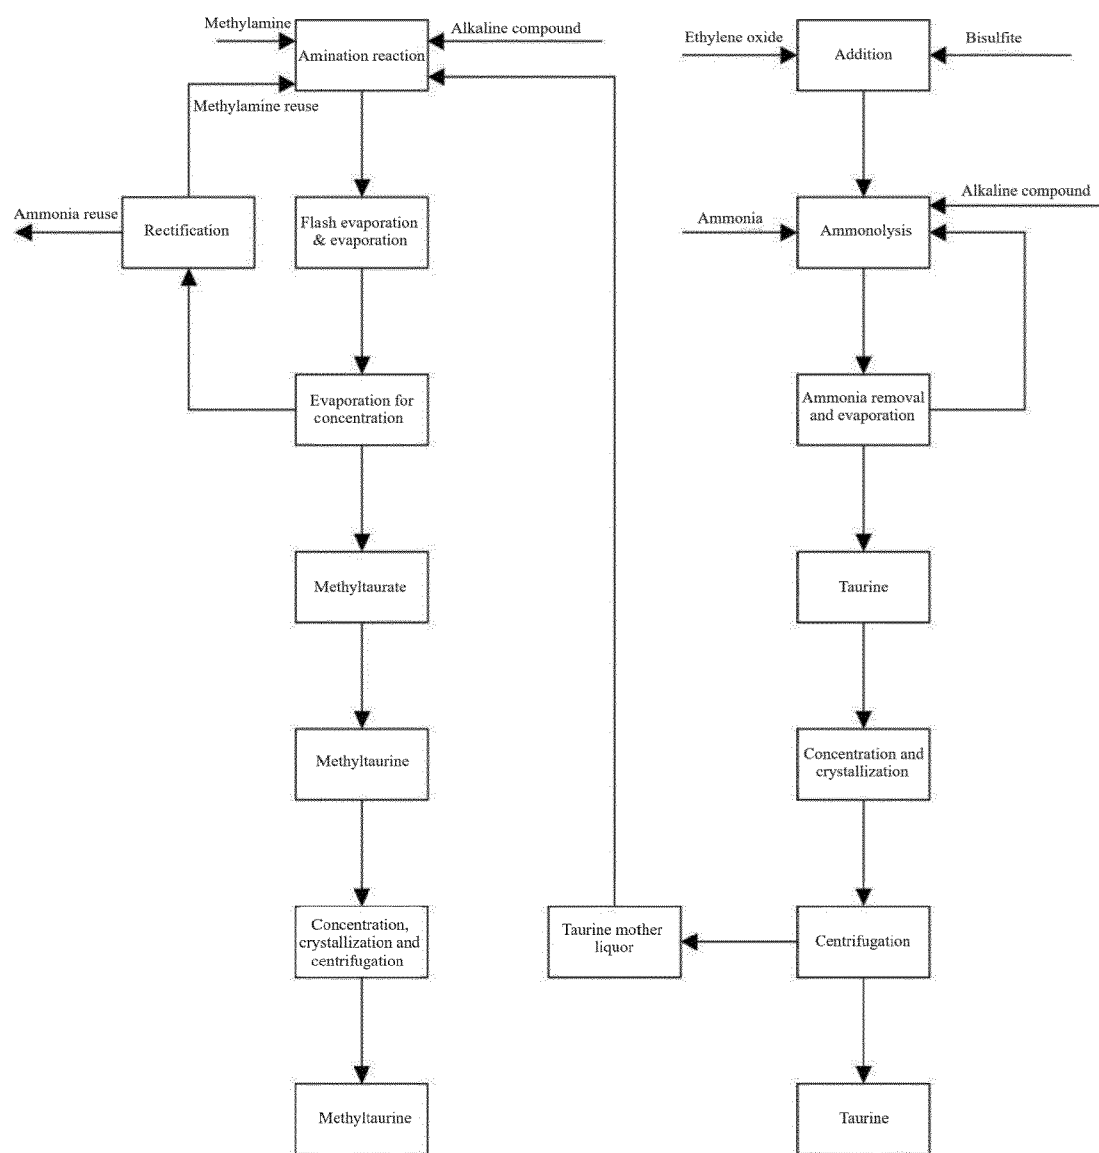 Methylamine
Alkaline compound
Amination reaction
Methylamine reuse
Ethylene oxide
Bisulfite
Addition
Ammonia reuse
Rectification
Flash evaporation
& evaporation
Alkaline compound
Ammonia
Ammonolysis
Evaporation for
concentration
Ammonia removal
and evaporation
Methyltaurate
Taurine
Methyltaurine
Concentration and
crystallization
Concentration,
crystallization and
centrifugation
Taurine mother
liquor
Centrifugation
Methyltaurine
Taurine